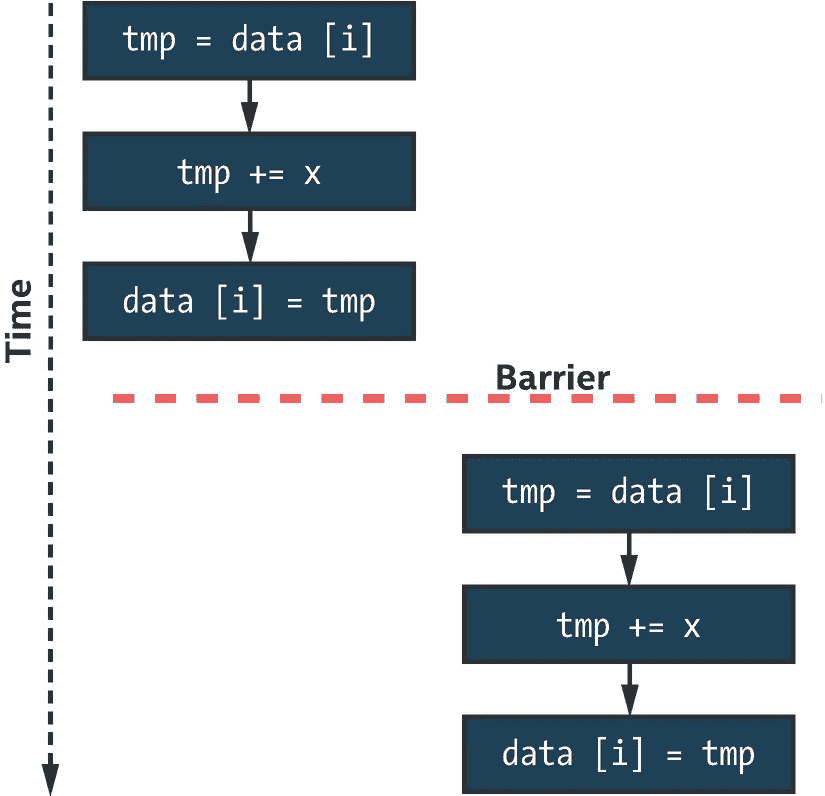 tmp = data [i]
tmp += x
data [i] = tmp
Time
Barrier
tmp = data [i]
tmp += x
data [i] = tmp